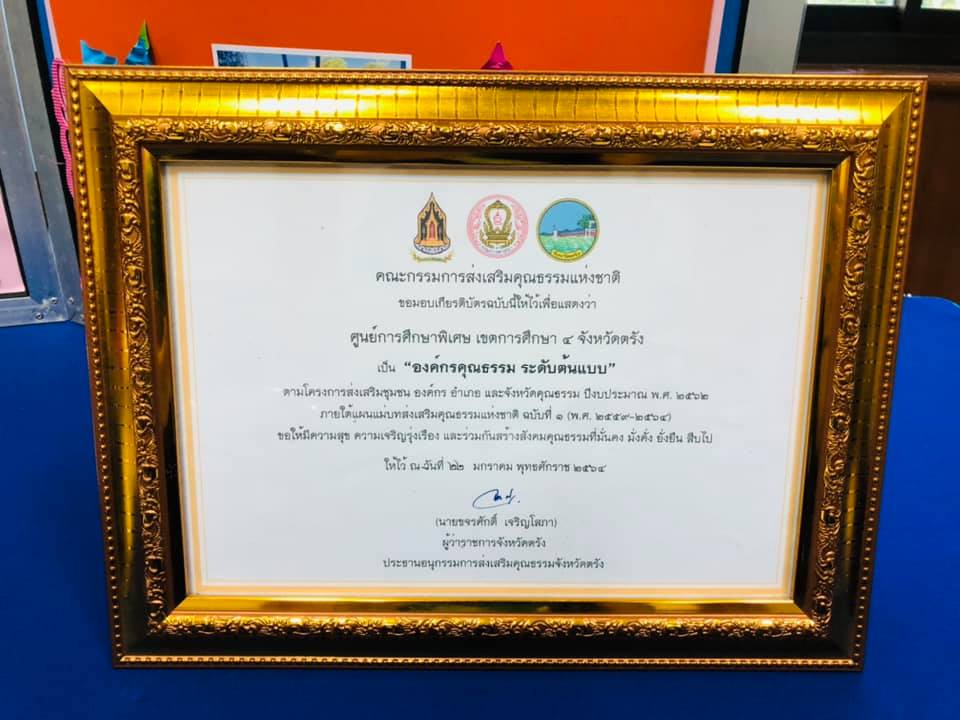 คณะกรรมการส่งเสริมคุณธรรมแห่งชาติ
ขอมอบเกียรติบัตรฉบับนี้ให้ไว้เพื่อแสดงว่า
ศูนย์การศึกษาพิเศษ เขตการศึกษา ๔ จังหวัดตรัง
เป็น "องค์กรคุณธรรม ระดับต้นแบบ"
ตามโครงการส่งเสริมชุมชน องค์กร อำเภอ และจังหวัดคุณธรรม ปีงบประมาณ พ.ศ. ๒๕๖๒
ภายใต้แผนแม่บทส่งเสริมคุณธรรมแห่งชาติ ฉบับที่ ๑ (พ.ศ. ๒๕๕๙-๒๕๖๔)
ขอให้มีความสุข ความเจริญรุ่งเรือง และร่วมกันสร้างสังคมคุณธรรมที่มั่นคง มั่งคั่ง ยั่งยืน สืบไป
ให้ไว้ ณ วันที่ ๒๒ มกราคม พุทธศักราช ๒๕๖๔
(นายขจรศักดิ์ เจริญโสภา)
ผู้ว่าราชการจังหวัดตรัง
ประธานอนุกรรมการส่งเสริมคุณธรรมจังหวัดตรัง